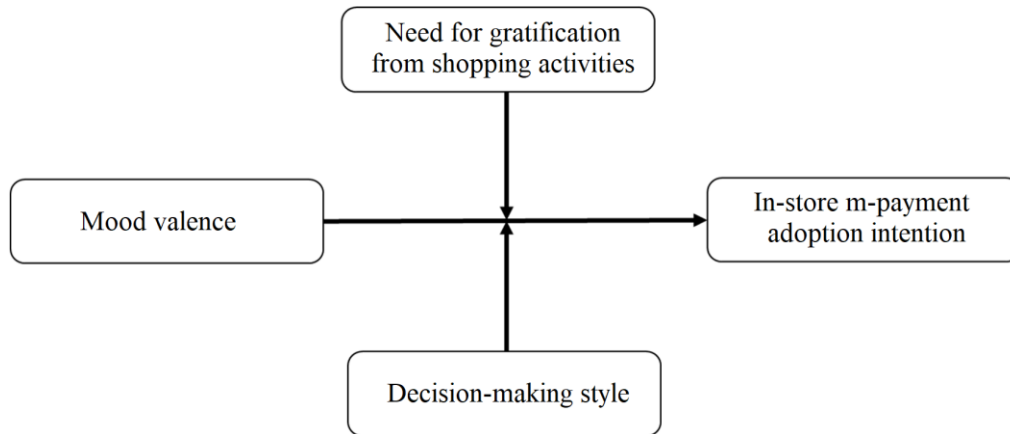 Need for gratification
from shopping activities
Mood valence
In-store m-payment
adoption intention
Decision-making style